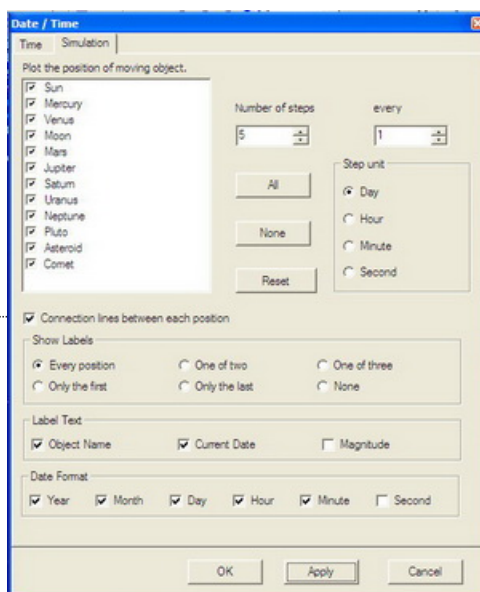 Date / Time
Time Simulation
Plot the position of moving object.
Sun
Mercury
Venus
Moon
Mars
Jupiter
Saturn
Uranus
Neptune
Pluto
Asteroid
Comet
Number of steps every
5 1
All
None
Reset
Step unit
Day
Hour
Minute
Second
Connection lines between each position
Show Labels
Every position One of two One of three
Only the first Only the last None
Label Text
Object Name Current Date Magnitude
Date Format
Year Month Day Hour Minute Second
OK Apply Cancel